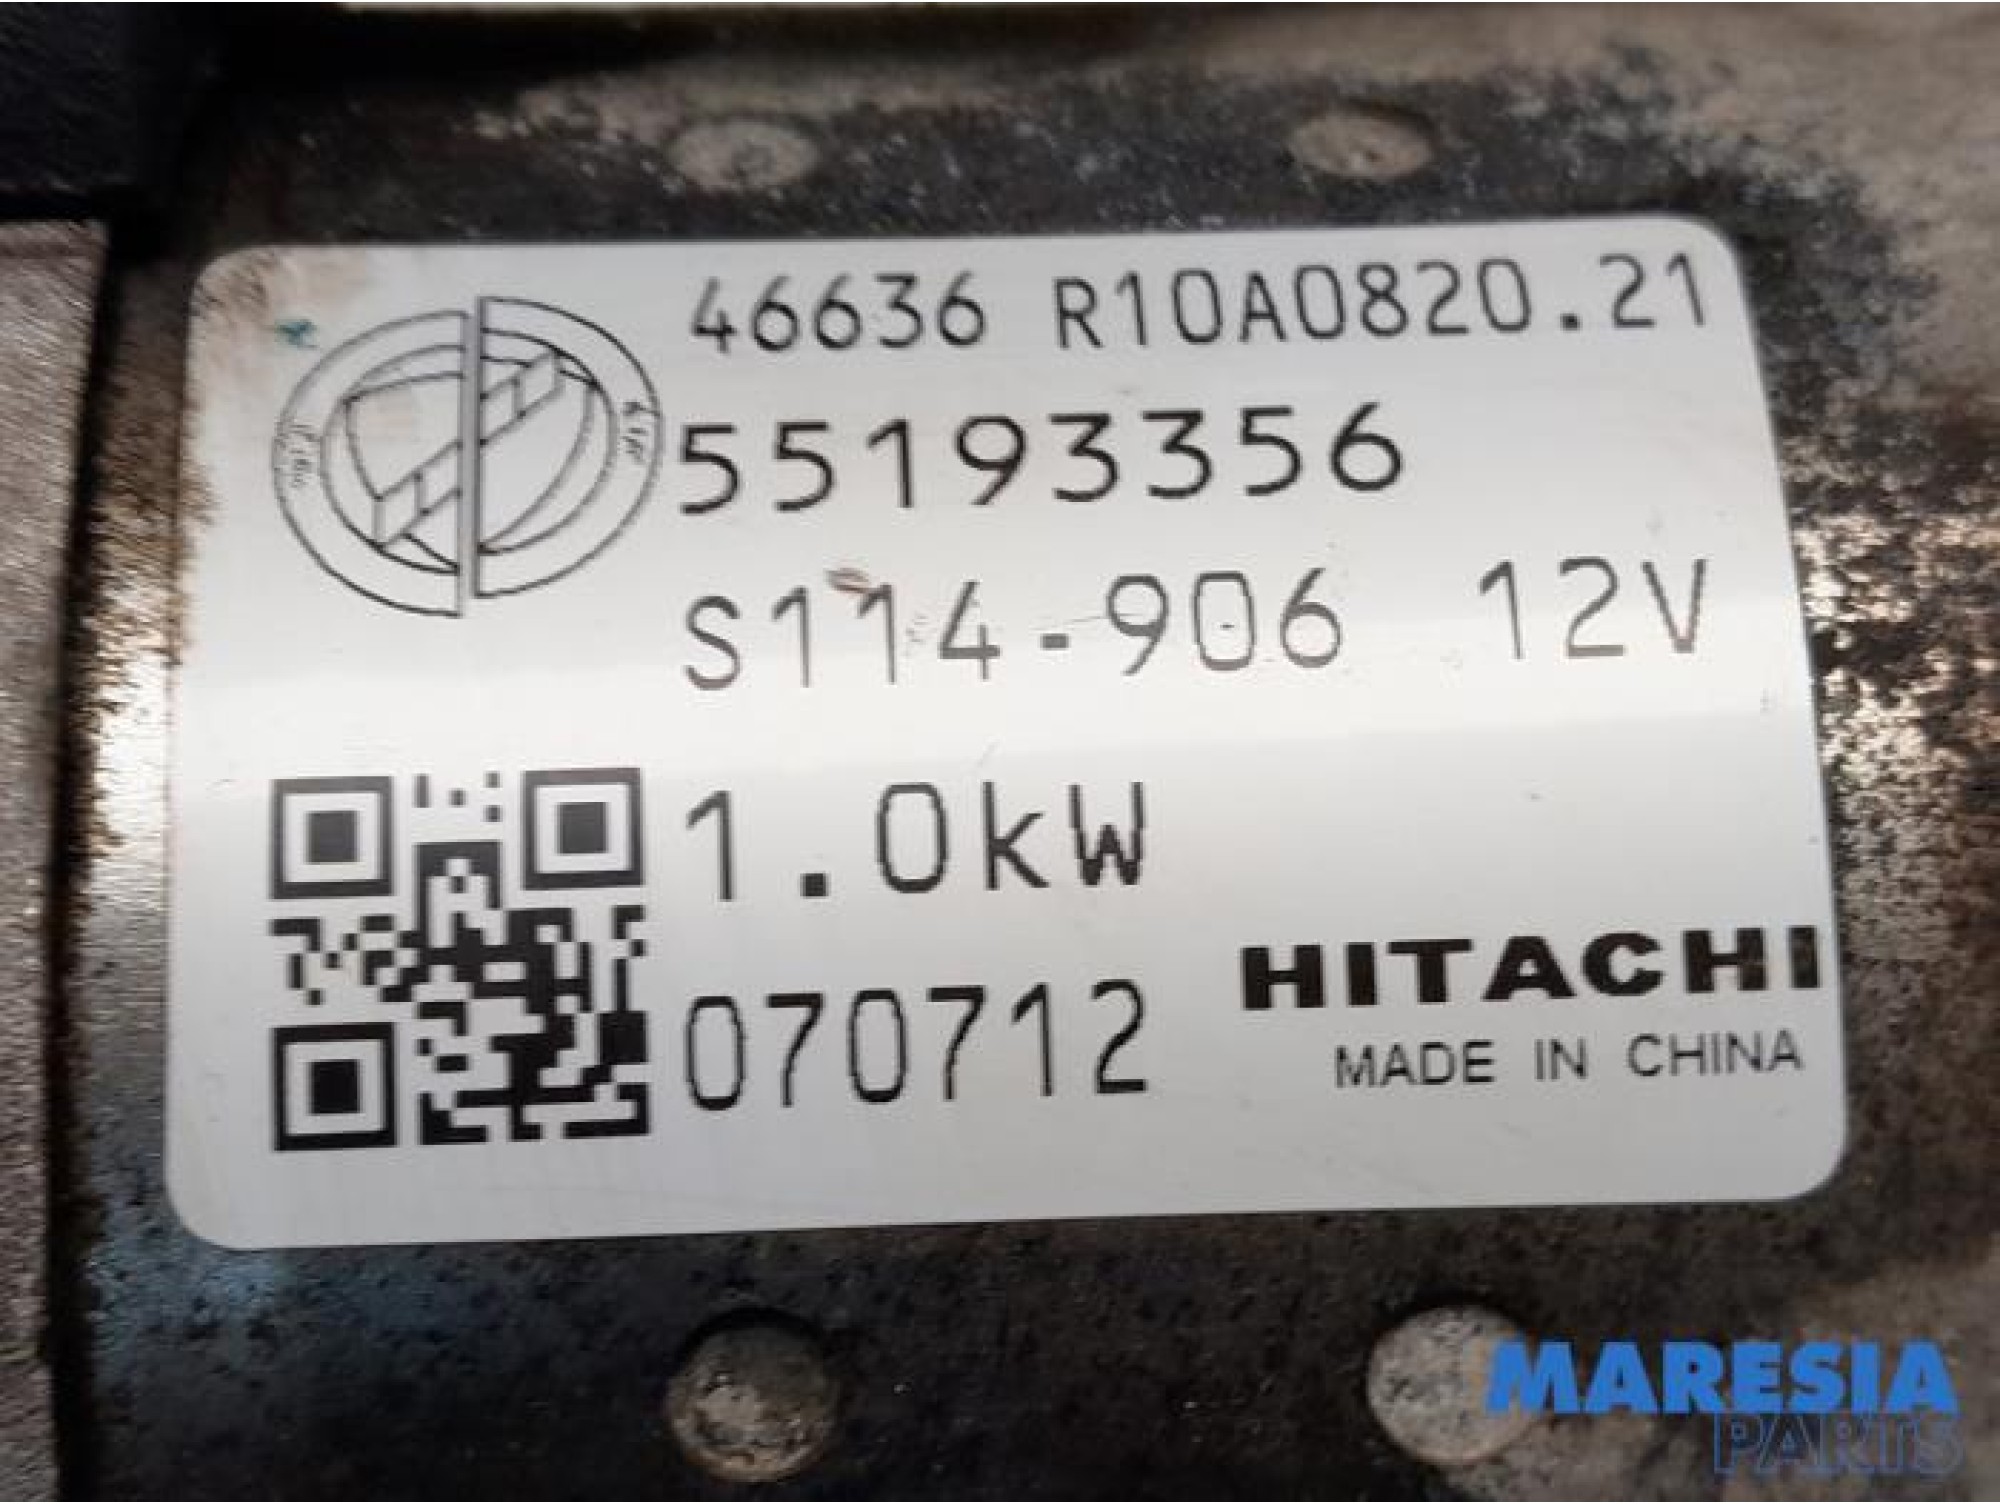 46636 R10A0820.21
55193356
S114-906 12V
1.0kW
070712
HITACHI
MADE IN CHINA
MARESIA
PARTS